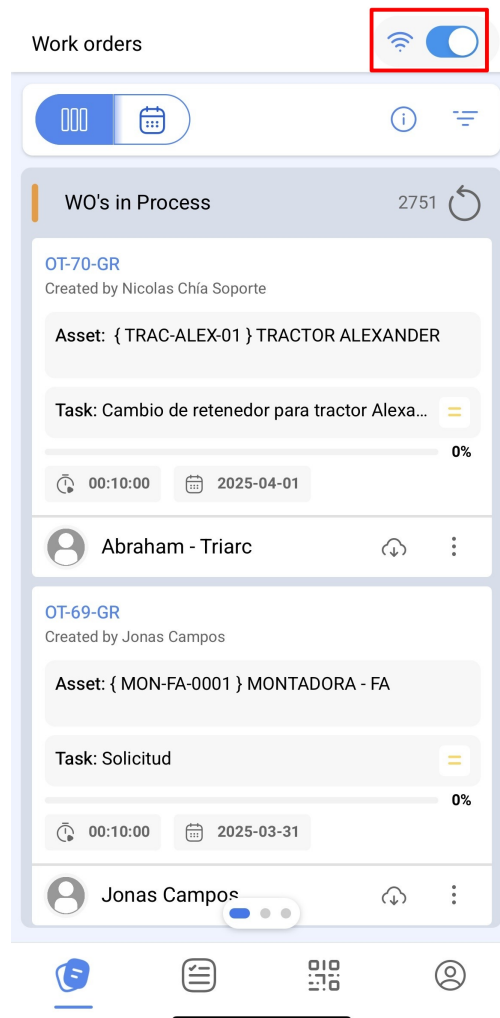 Work orders
WO's in Process
2751
OT-70-GR
Created by Nicolas Chía Soporte
Asset: { TRAC-ALEX-01 } TRACTOR ALEXANDER
Task: Cambio de retenedor para tractor Alexa...
0%
00:10:00
2025-04-01
Abraham - Triarc
OT-69-GR
Created by Jonas Campos
Asset: { MON-FA-0001 } MONTADORA - FA
Task: Solicitud
0%
00:10:00
2025-03-31
Jonas Campos